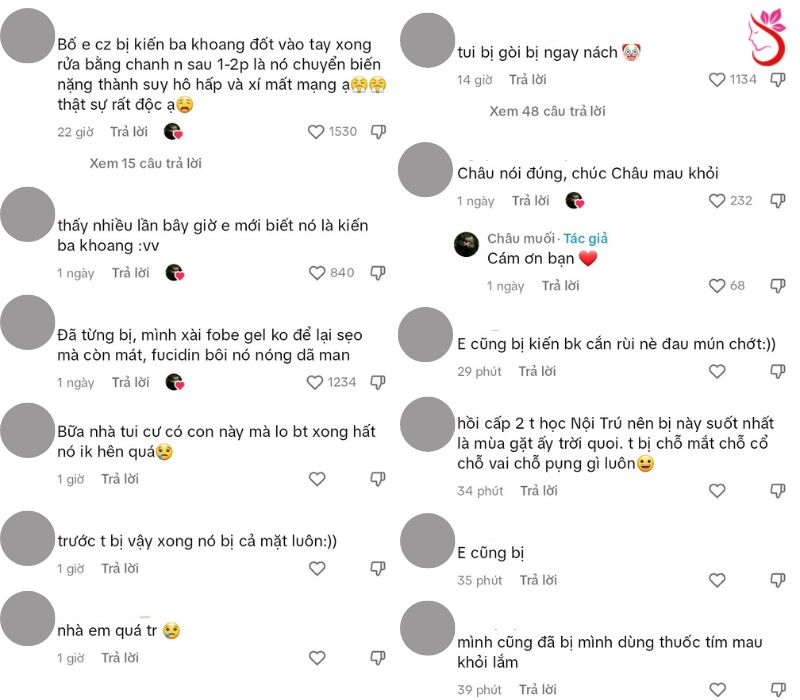 Bố e cz bị kiến ba khoang đốt vào tay xong
rửa bằng chanh n sau 1-2p là nó chuyển biến
nặng thành suy hô hấp và xí mất mạng ạ😤😤
thật sự rất độc ạ😧
22 giờ Trả lời 1530
Xem 15 câu trả lời
thấy nhiều lần bây giờ e mới biết nó là kiến
ba khoang :vv
1 ngày Trả lời 840
Đã từng bị, mình xài fobe gel ko để lại sẹo
mà còn mát, fucidin bôi nó nóng dã man
1 ngày Trả lời 1234
Bữa nhà tui cư có con này mà lo bt xong hất
nó ik hên quá😢
1 giờ Trả lời
trước t bị vậy xong nó bị cả mặt luôn:))
1 giờ Trả lời
nhà em quá tr 😢
1 giờ Trả lời
tui bị gòi bị ngay nách 🤡
14 giờ Trả lời 1134
Xem 48 câu trả lời
Châu nói đúng, chúc Châu mau khỏi
1 ngày Trả lời 232
Châu muối · Tác giả
Cám ơn bạn ❤️
1 ngày Trả lời 68
E cũng bị kiến bk cắn rùi nè đau mún chớt:))
29 phút Trả lời
hồi cấp 2 t học Nội Trú nên bị này suốt nhất
là mùa gặt ấy trời quoi. t bị chỗ mắt chỗ cổ
chỗ vai chỗ pụng gì luôn😀
34 phút Trả lời
E cũng bị
35 phút Trả lời
mình cũng đã bị mình dùng thuốc tím mau
khỏi lắm
39 phút Trả lời